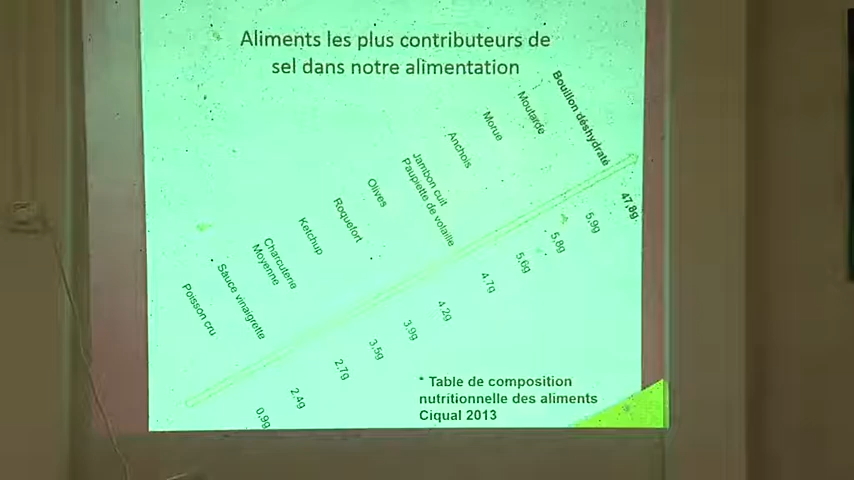 Aliments les plus contributeurs de
sel dans notre alimentation
Poisson cru
Sauce vinaigrette
Charcuterie
Moyenne
Ketchup
Roquefort
Olives
Jambon cuit
Paupiette de volaille
Anchois
Morue
Moutarde
Bouillon déshydraté
0,9g
2,4g
2,7g
3,5g
3,9g
4,2g
4,7g
5,6g
5,8g
5,9g
47,8g
* Table de composition
nutritionnelle des aliments
Ciqual 2013